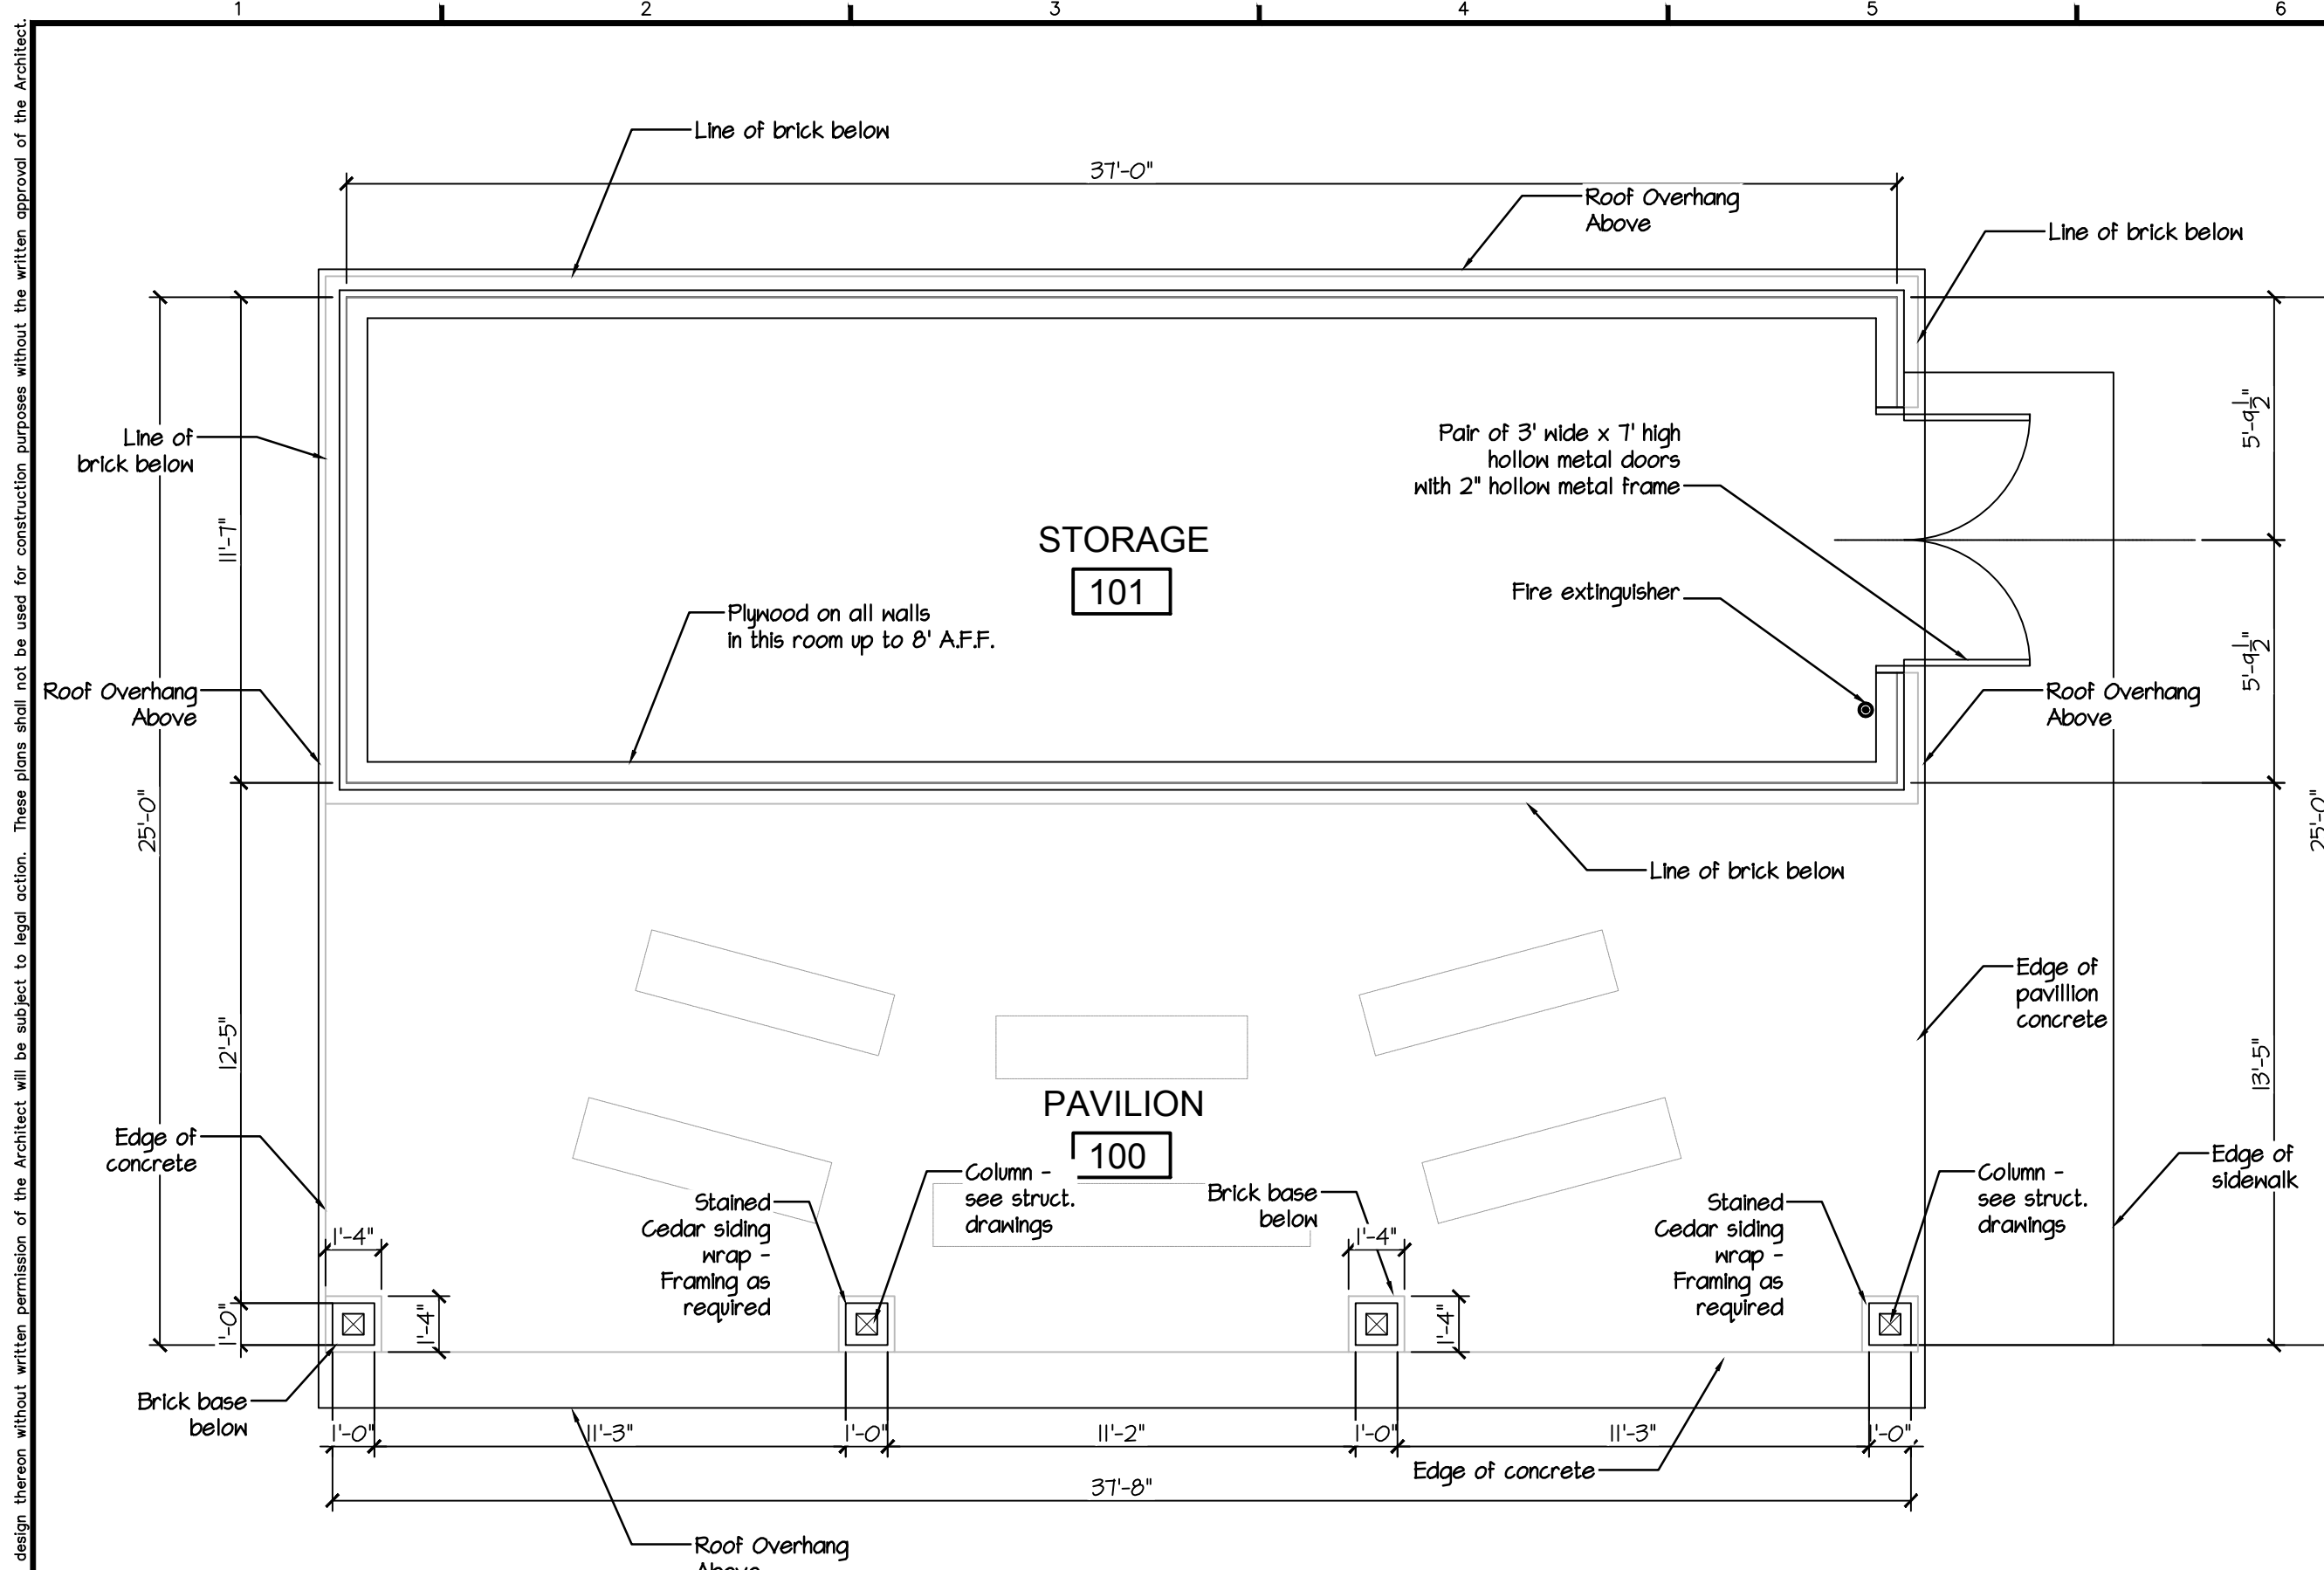 1
2
3
4
5
6
design thereon without written permission of the Architect will be subject to legal action. These plans shall not be used for construction purposes without the written approval of the Architect.
Line of brick below
37'-0"
Roof Overhang
Above
Line of brick below
Line of
brick below
11'-7"
Pair of 3' wide x 7' high
hollow metal doors
with 2" hollow metal frame
5'-9 1/2"
STORAGE
101
Fire extinguisher
Plywood on all walls
in this room up to 8' A.F.F.
5'-9 1/2"
Roof Overhang
Above
Roof Overhang
Above
25'-0"
25'-0"
Line of brick below
12'-5"
Edge of
pavillion
concrete
13'-5"
PAVILION
100
Edge of
concrete
Column -
see struct.
drawings
Stained
Cedar siding
wrap -
Framing as
required
Brick base
below
Stained
Cedar siding
wrap -
Framing as
required
Column -
see struct.
drawings
Edge of
sidewalk
1'-4"
1'-4"
1'-0"
1'-4"
1'-4"
Brick base
below
1'-0"
11'-3"
1'-0"
11'-2"
1'-0"
11'-3"
1'-0"
Edge of concrete
37'-8"
Roof Overhang
Above